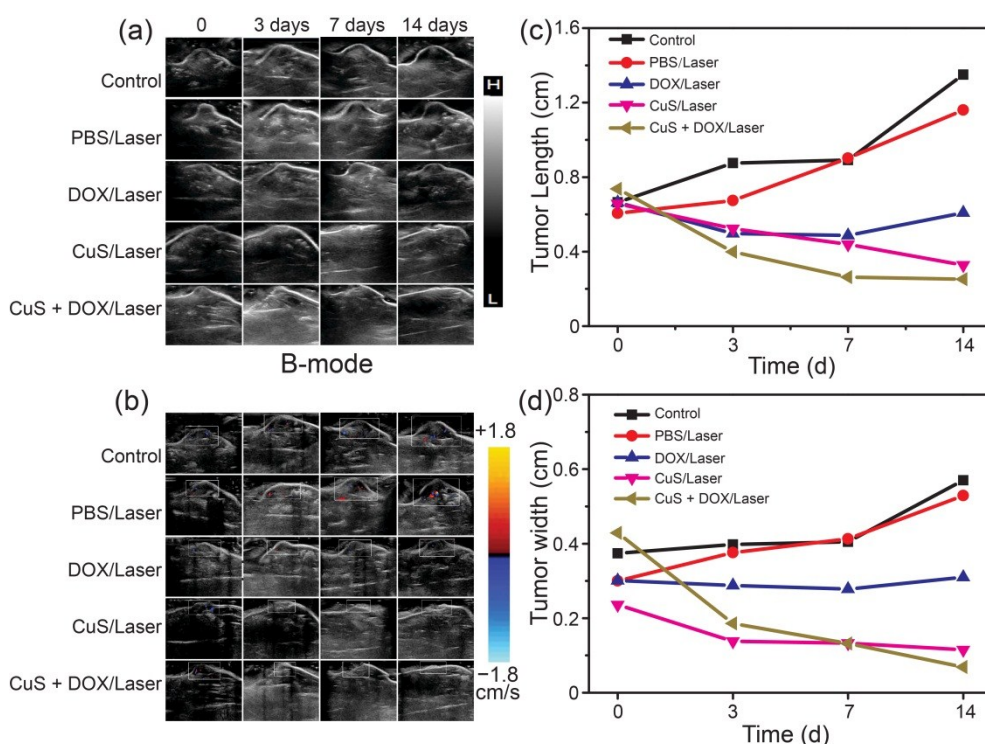 (a)
0 3 days 7 days 14 days
Control
PBS/Laser
DOX/Laser
CuS/Laser
CuS + DOX/Laser
H
L
B-mode
(b)
Control
PBS/Laser
DOX/Laser
CuS/Laser
CuS + DOX/Laser
+1.8
−1.8
cm/s
(c)
Tumor Length (cm)
1.6
1.2
0.8
0.4
0
Control
PBS/Laser
DOX/Laser
CuS/Laser
CuS + DOX/Laser
0 3 7 14
Time (d)
(d)
Tumor width (cm)
0.8
0.6
0.4
0.2
0
Control
PBS/Laser
DOX/Laser
CuS/Laser
CuS + DOX/Laser
0 3 7 14
Time (d)